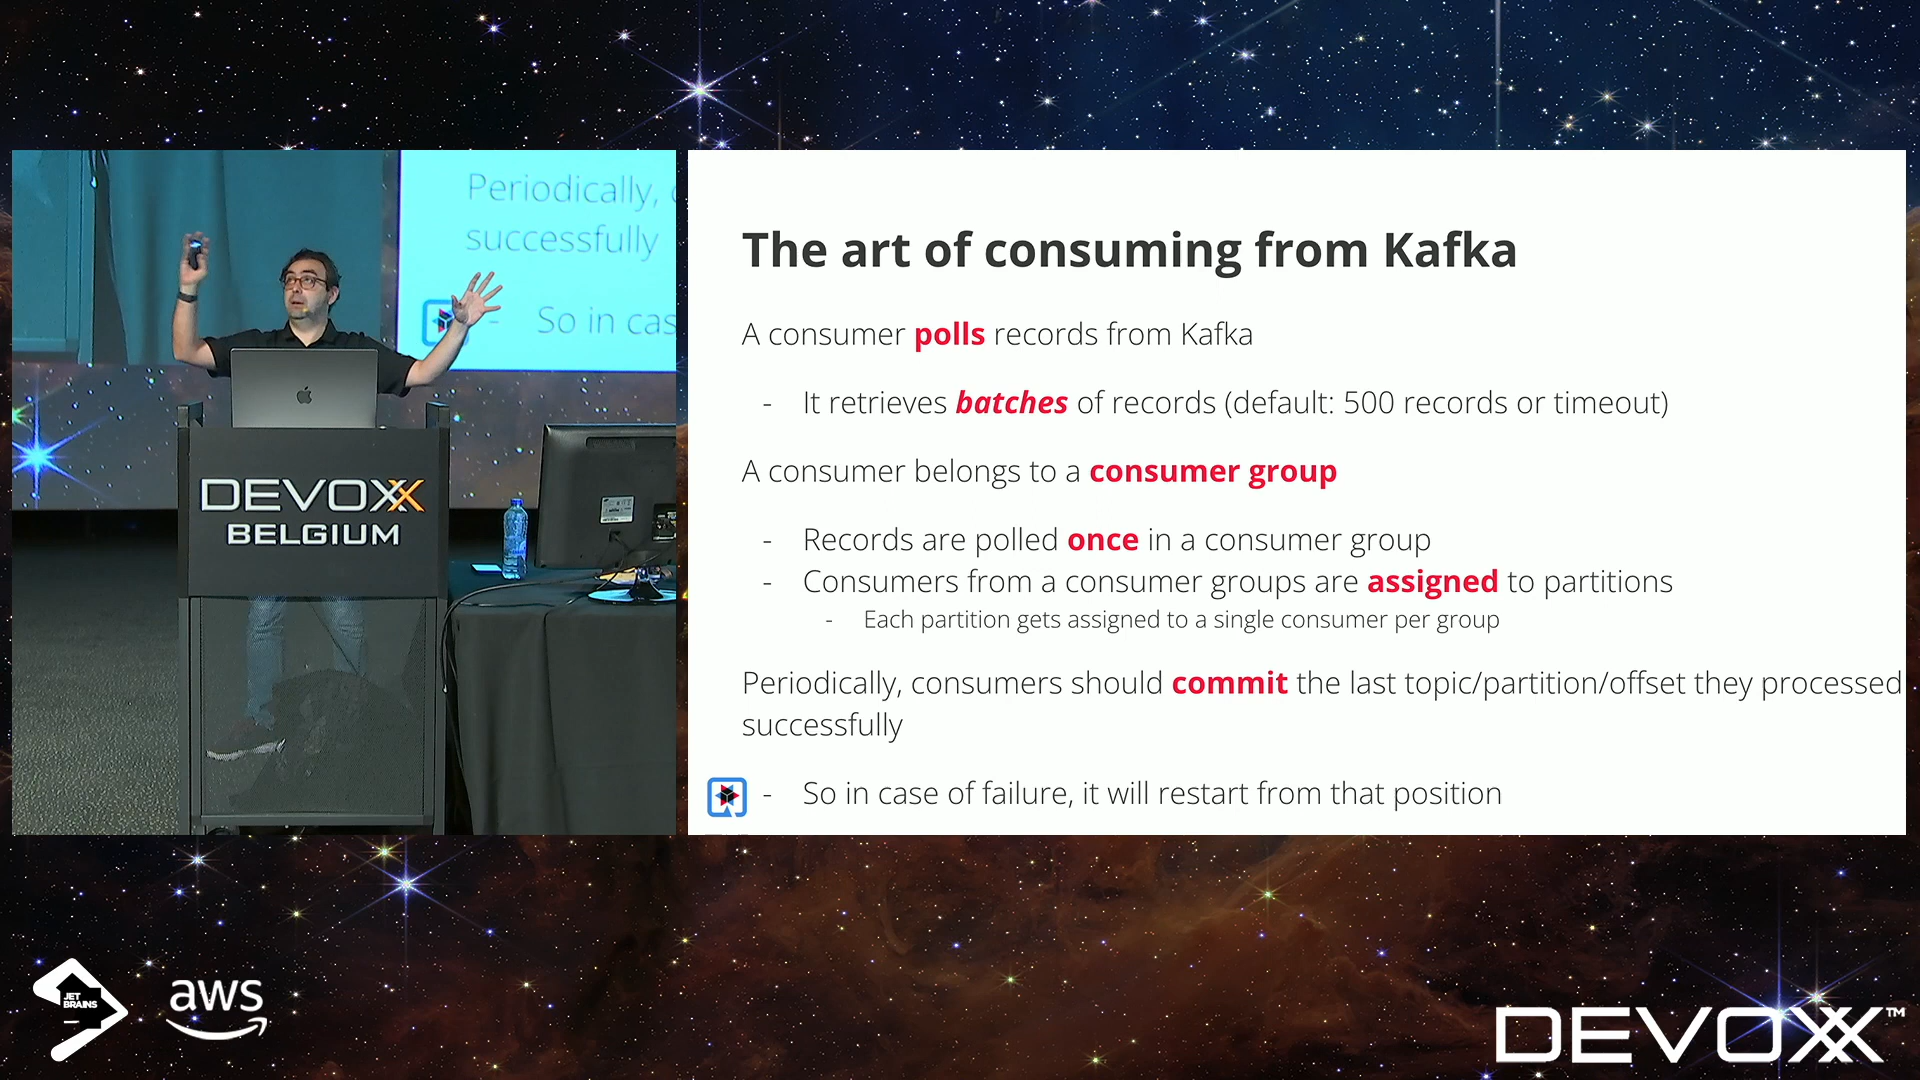 Periodically,
successfully
- So in cas
DEVOXX
BELGIUM
The art of consuming from Kafka
A consumer polls records from Kafka
- It retrieves batches of records (default: 500 records or timeout)
A consumer belongs to a consumer group
- Records are polled once in a consumer group
- Consumers from a consumer groups are assigned to partitions
- Each partition gets assigned to a single consumer per group
Periodically, consumers should commit the last topic/partition/offset they processed
successfully
- So in case of failure, it will restart from that position
JET
BRAINS
aws
DEVOXX™